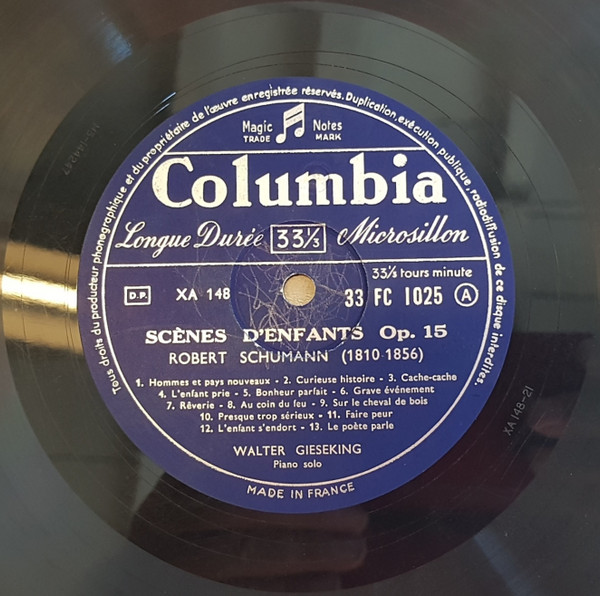 Tous droits du producteur phonographique et du propriétaire de l'œuvre enregistrée réservés. Duplication, exécution publique, radiodiffusion de ce disque interdites.
Magic Notes
TRADE MARK
Columbia
Longue Durée 33⅓ Microsillon
33⅓ tours minute
D.P. XA 148 33 FC 1025 A
SCÈNES D'ENFANTS Op. 15
ROBERT SCHUMANN (1810-1856)
1. Hommes et pays nouveaux - 2. Curieuse histoire - 3. Cache-cache
4. L'enfant prie - 5. Bonheur parfait - 6. Grave événement
7. Rêverie - 8. Au coin du feu - 9. Sur le cheval de bois
10. Presque trop sérieux - 11. Faire peur
12. L'enfant s'endort - 13. Le poète parle
WALTER GIESEKING
Piano solo
MADE IN FRANCE
XA 148-21